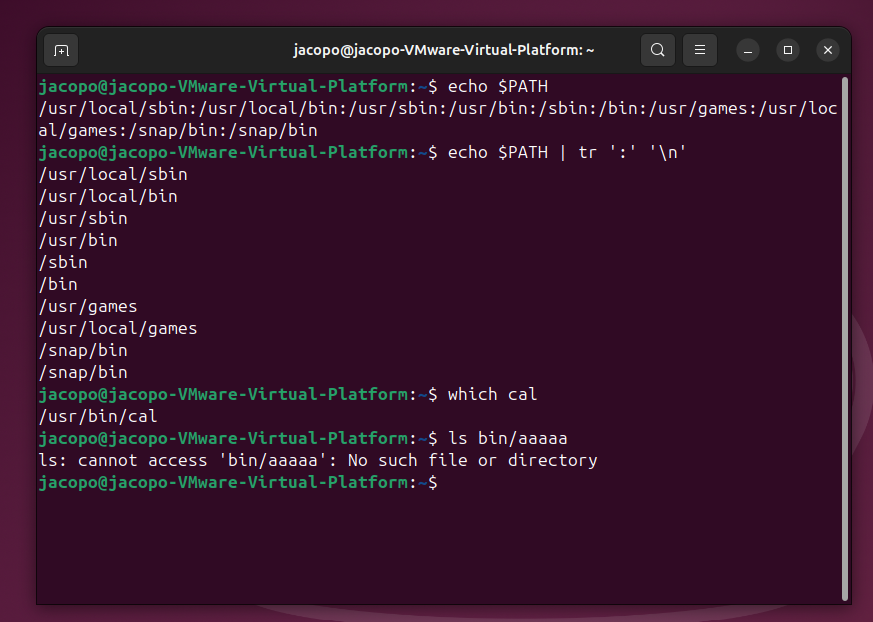 jacopo@jacopo-VMware-Virtual-Platform: ~
jacopo@jacopo-VMware-Virtual-Platform:~$ echo $PATH
/usr/local/sbin:/usr/local/bin:/usr/sbin:/usr/bin:/sbin:/bin:/usr/games:/usr/loc
al/games:/snap/bin:/snap/bin
jacopo@jacopo-VMware-Virtual-Platform:~$ echo $PATH | tr ':' '\n'
/usr/local/sbin
/usr/local/bin
/usr/sbin
/usr/bin
/sbin
/bin
/usr/games
/usr/local/games
/snap/bin
/snap/bin
jacopo@jacopo-VMware-Virtual-Platform:~$ which cal
/usr/bin/cal
jacopo@jacopo-VMware-Virtual-Platform:~$ ls bin/aaaaa
ls: cannot access 'bin/aaaaa': No such file or directory
jacopo@jacopo-VMware-Virtual-Platform:~$